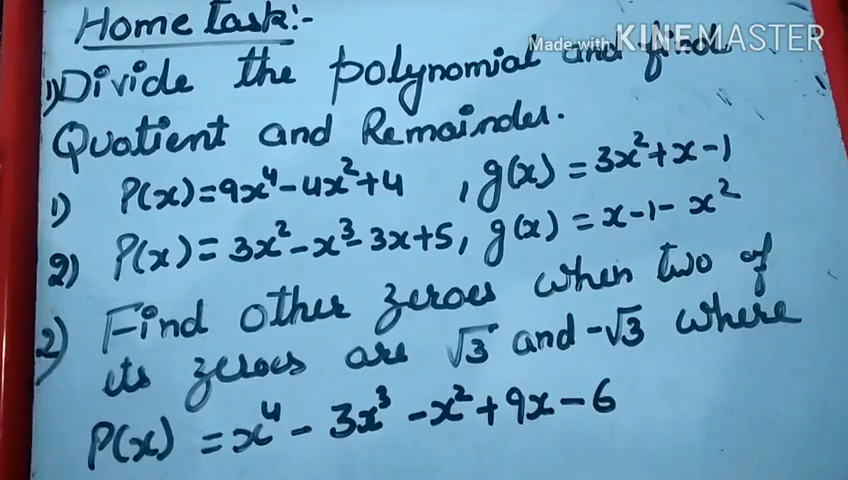 Home task:-
Made with KINEMASTER
1) Divide the polynomial and find
Quotient and Remainder.
1) P(x)=9x⁴-4x²+4 , g(x) = 3x²+x-1
2) P(x) = 3x²-x³-3x+5, g(x) = x-1-x²
2) Find other zeroes when two of
its zeroes are √3 and -√3 where
P(x) = x⁴ - 3x³ - x² + 9x - 6